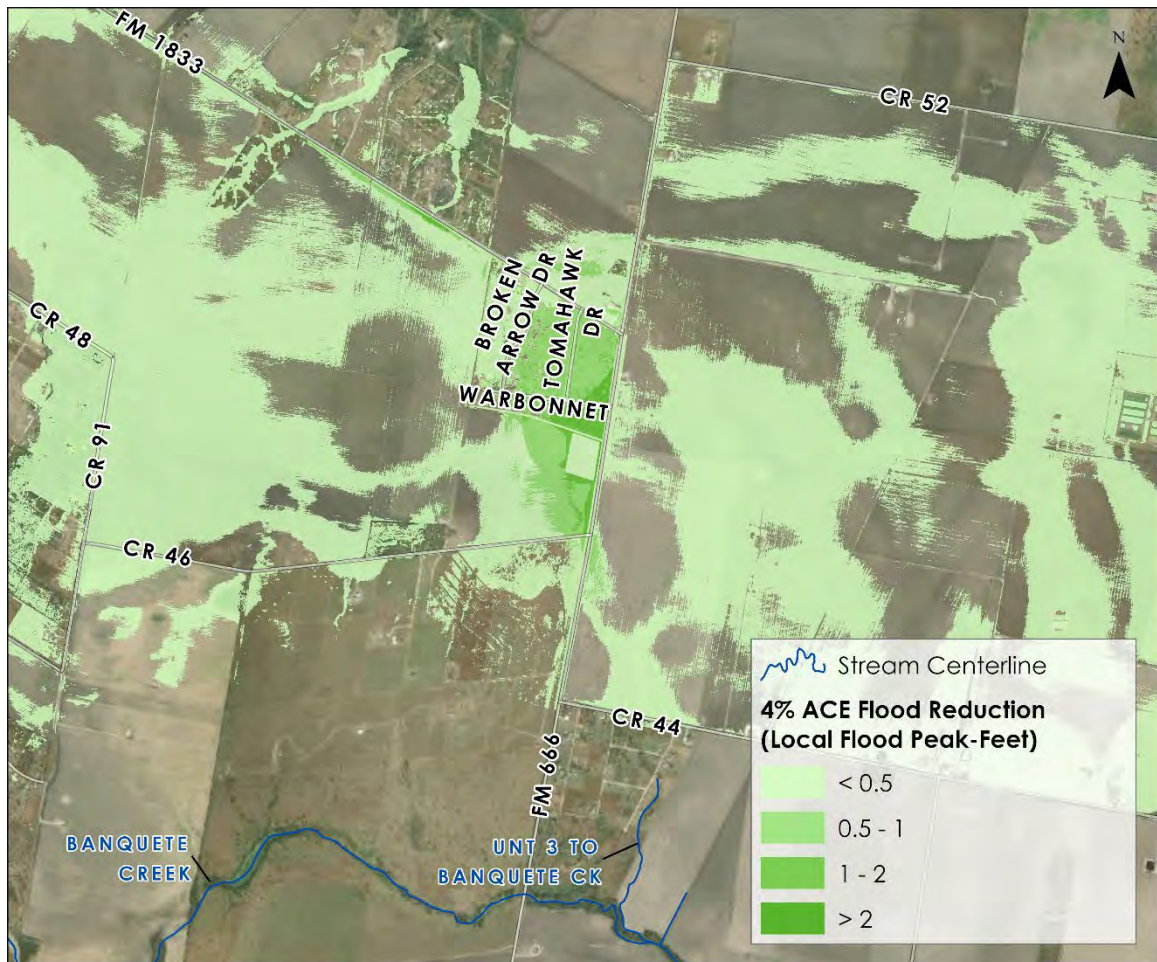 FM 1833
N
CR 52
BROKEN
ARROW DR
TOMAHAWK
DR
CR 48
WARBONNET
CR 91
CR 46
CR 44
FM 666
BANQUETE
CREEK
UNT 3 TO
BANQUETE CK
Stream Centerline
4% ACE Flood Reduction
(Local Flood Peak-Feet)
< 0.5
0.5 - 1
1 - 2
> 2